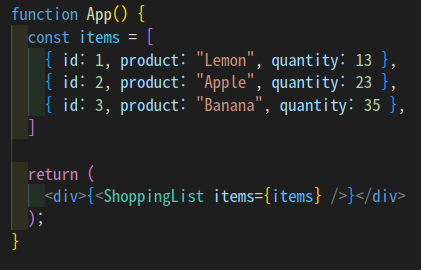 function App() {
  const items = [
    { id: 1, product: "Lemon", quantity: 13 },
    { id: 2, product: "Apple", quantity: 23 },
    { id: 3, product: "Banana", quantity: 35 },
  ]

  return (
    <div>{<ShoppingList items={items} />}</div>
  );
}